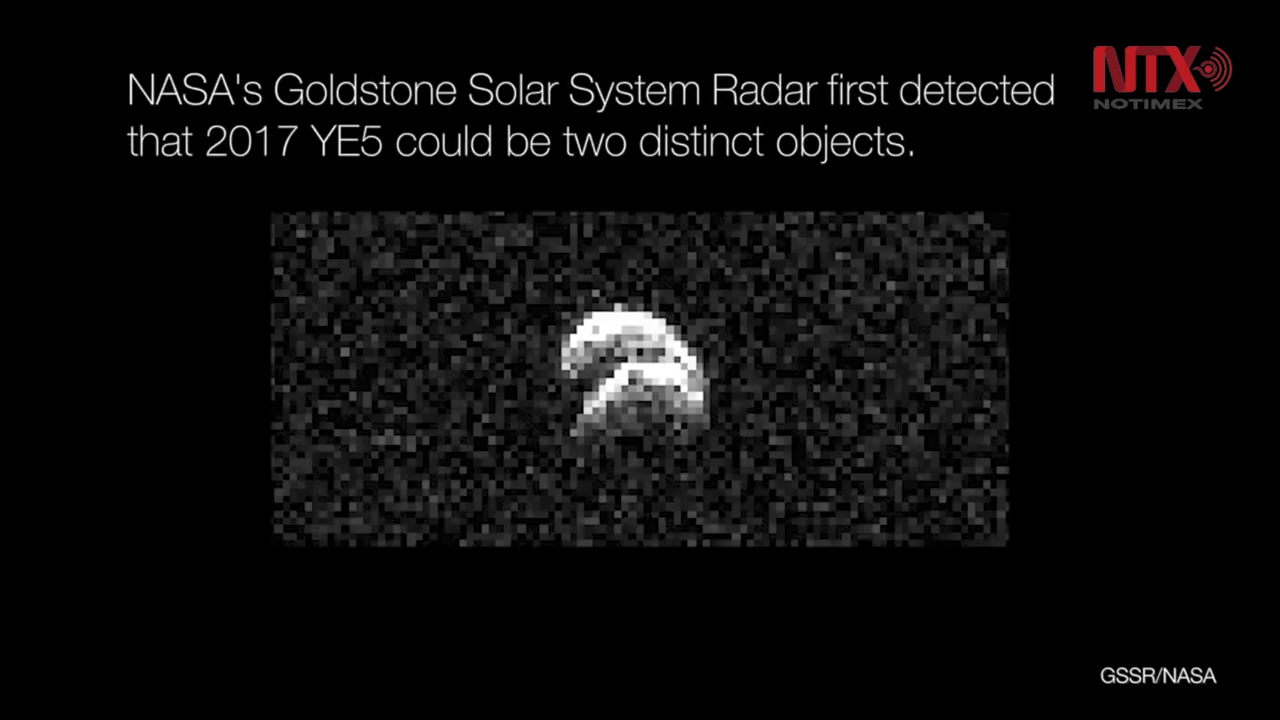 NASA's Goldstone Solar System Radar first detected
that 2017 YE5 could be two distinct objects.
NTX
NOTIMEX
GSSR/NASA